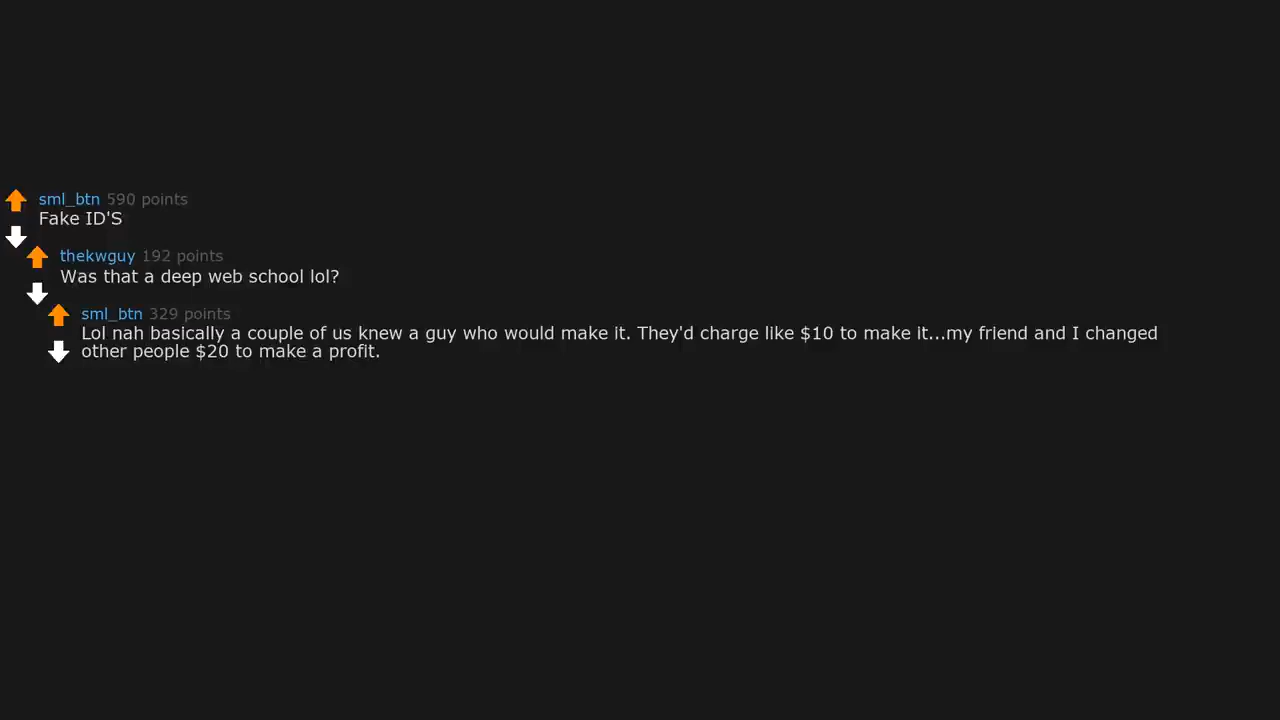 sml_btn 590 points
Fake ID'S
thekwguy 192 points
Was that a deep web school lol?
sml_btn 329 points
Lol nah basically a couple of us knew a guy who would make it. They'd charge like $10 to make it...my friend and I changed
other people $20 to make a profit.